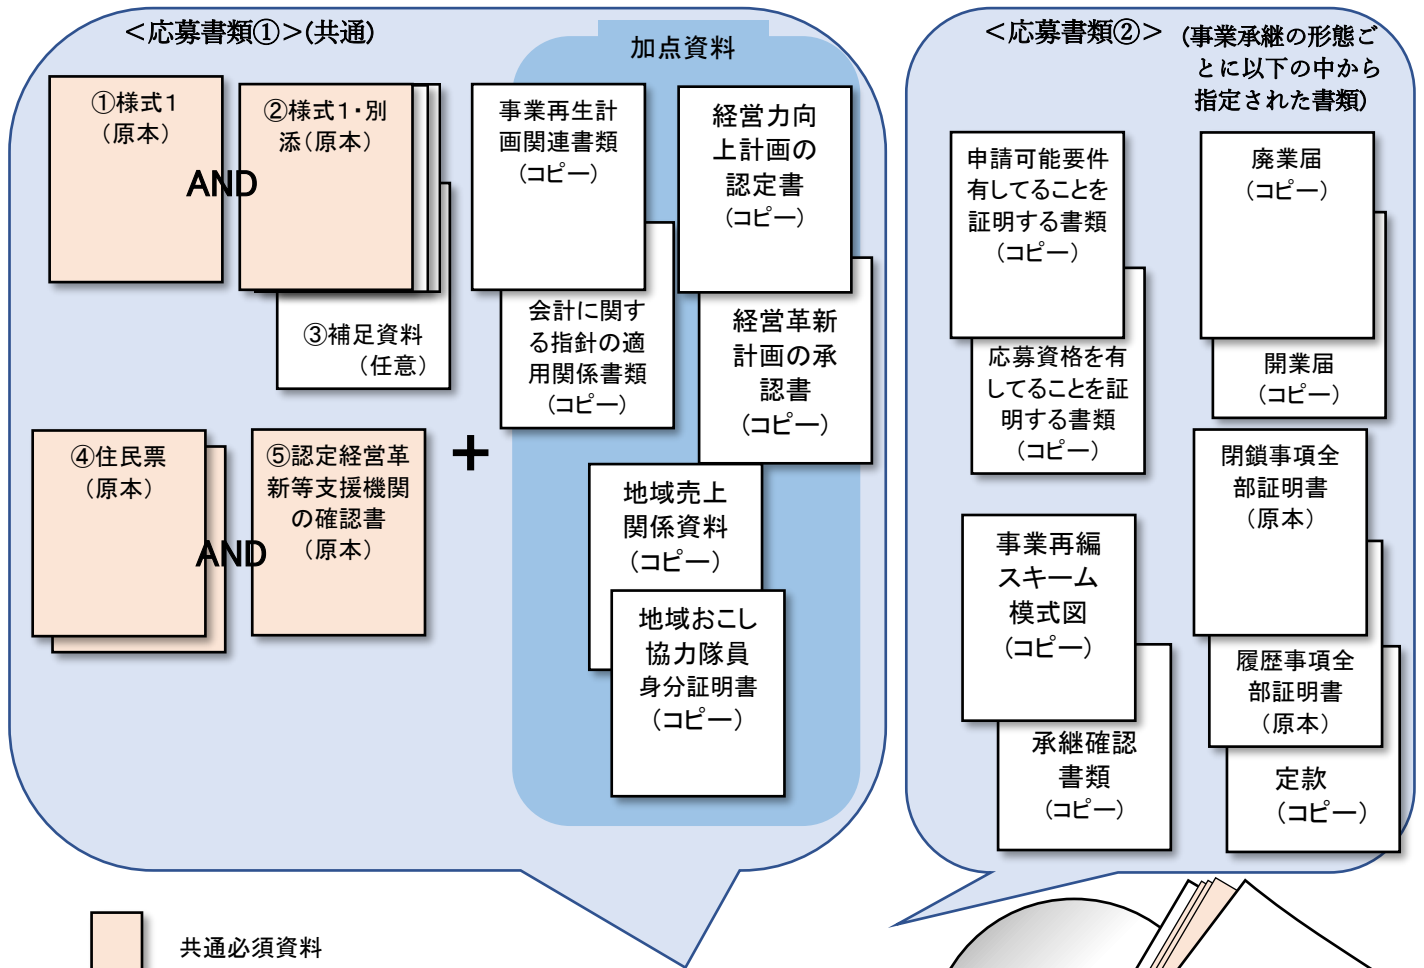 <応募書類①>(共通)
①様式1
(原本)
AND
②様式1・別
添(原本)
③補足資料
(任意)
④住民票
(原本)
AND
⑤認定経営革
新等支援機関
の確認書
(原本)
+
加点資料
事業再生計
画関連書類
(コピー)
会計に関す
る指針の適
用関係書類
(コピー)
経営力向
上計画の
認定書
(コピー)
経営革新
計画の承
認書
(コピー)
地域売上
関係資料
(コピー)
地域おこし
協力隊員
身分証明書
(コピー)
<応募書類②>
(事業承継の形態ご
とに以下の中から
指定された書類)
申請可能要件
有してることを
証明する書類
(コピー)
応募資格を有
してることを証
明する書類
(コピー)
事業再編
スキーム
模式図
(コピー)
承継確認
書類
(コピー)
廃業届
(コピー)
開業届
(コピー)
閉鎖事項全
部証明書
(原本)
履歴事項全
部証明書
(原本)
定款
(コピー)
共通必須資料